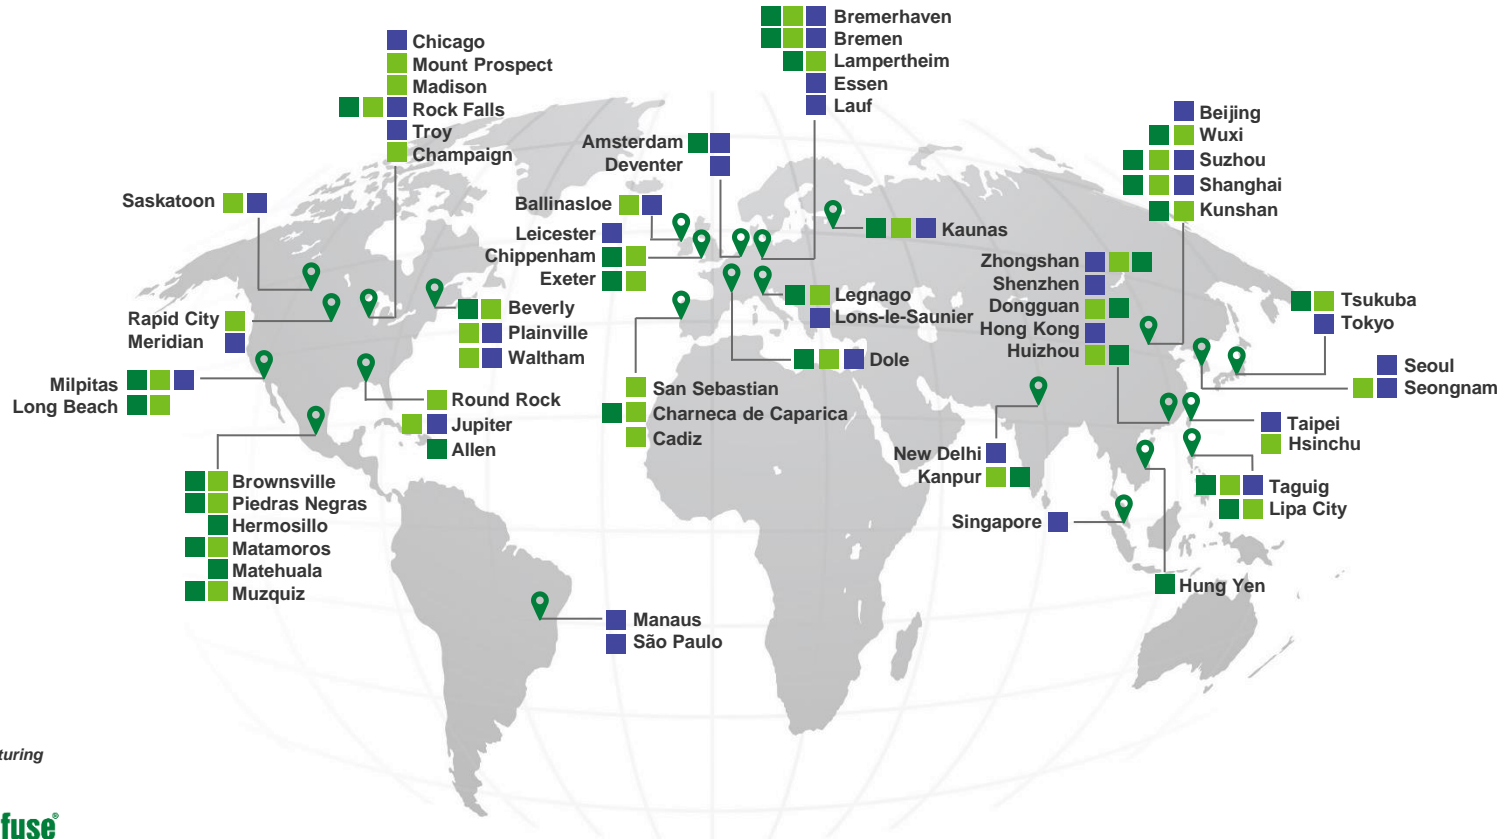 Chicago
Mount Prospect
Madison
Rock Falls
Troy
Champaign
Bremerhaven
Bremen
Lampertheim
Essen
Lauf
Amsterdam
Deventer
Beijing
Wuxi
Suzhou
Shanghai
Kunshan
Saskatoon
Ballinasloe
Leicester
Chippenham
Exeter
Kaunas
Zhongshan
Shenzhen
Dongguan
Hong Kong
Huizhou
Rapid City
Meridian
Beverly
Plainville
Waltham
Legnago
Lons-le-Saunier
Tsukuba
Tokyo
Dole
Seoul
Seongnam
Milpitas
Long Beach
Round Rock
Jupiter
Allen
San Sebastian
Charneca de Caparica
Cadiz
Taipei
Hsinchu
New Delhi
Kanpur
Brownsville
Piedras Negras
Hermosillo
Matamoros
Matehuala
Muzquiz
Taguig
Lipa City
Singapore
Hung Yen
Manaus
São Paulo
turing
fuse®